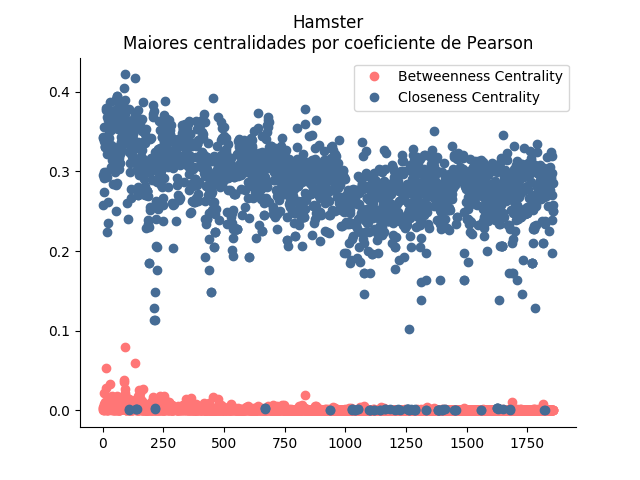 Hamster
Maiores centralidades por coeficiente de Pearson
Betweenness Centrality
Closeness Centrality
0.4
0.3
0.2
0.1
0.0
0 250 500 750 1000 1250 1500 1750